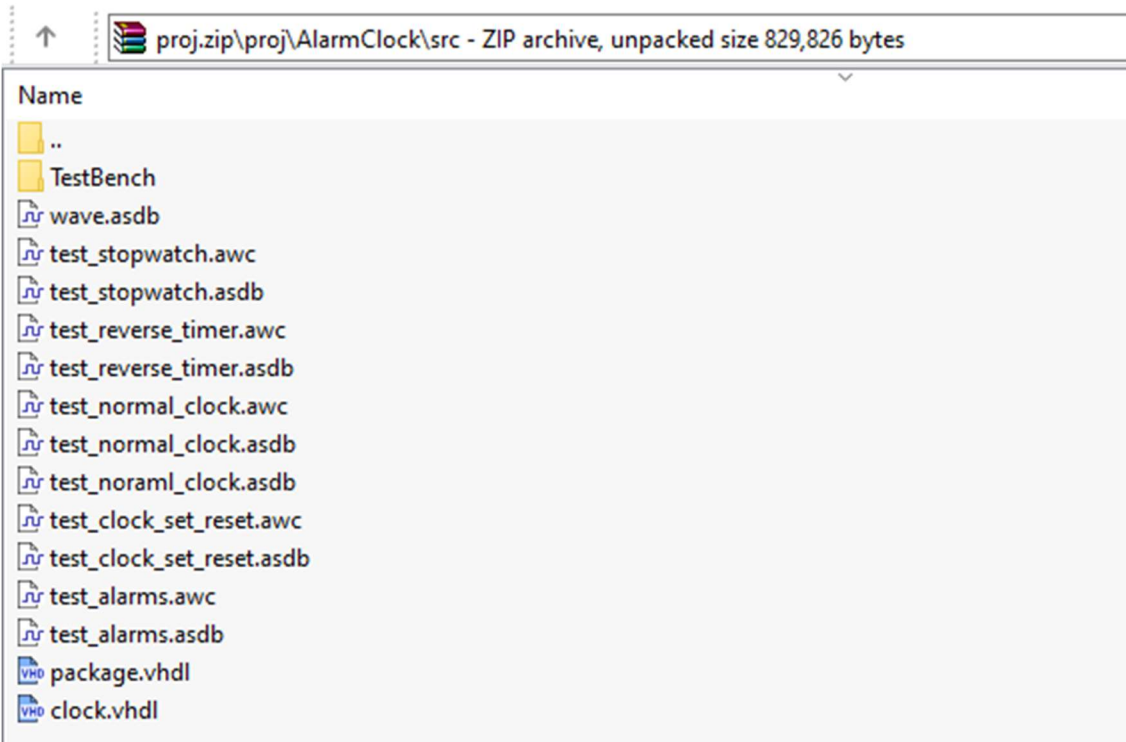 proj.zip\proj\AlarmClock\src - ZIP archive, unpacked size 829,826 bytes
Name
..
TestBench
wave.asdb
test_stopwatch.awc
test_stopwatch.asdb
test_reverse_timer.awc
test_reverse_timer.asdb
test_normal_clock.awc
test_normal_clock.asdb
test_noraml_clock.asdb
test_clock_set_reset.awc
test_clock_set_reset.asdb
test_alarms.awc
test_alarms.asdb
VHD package.vhdl
VHD clock.vhdl